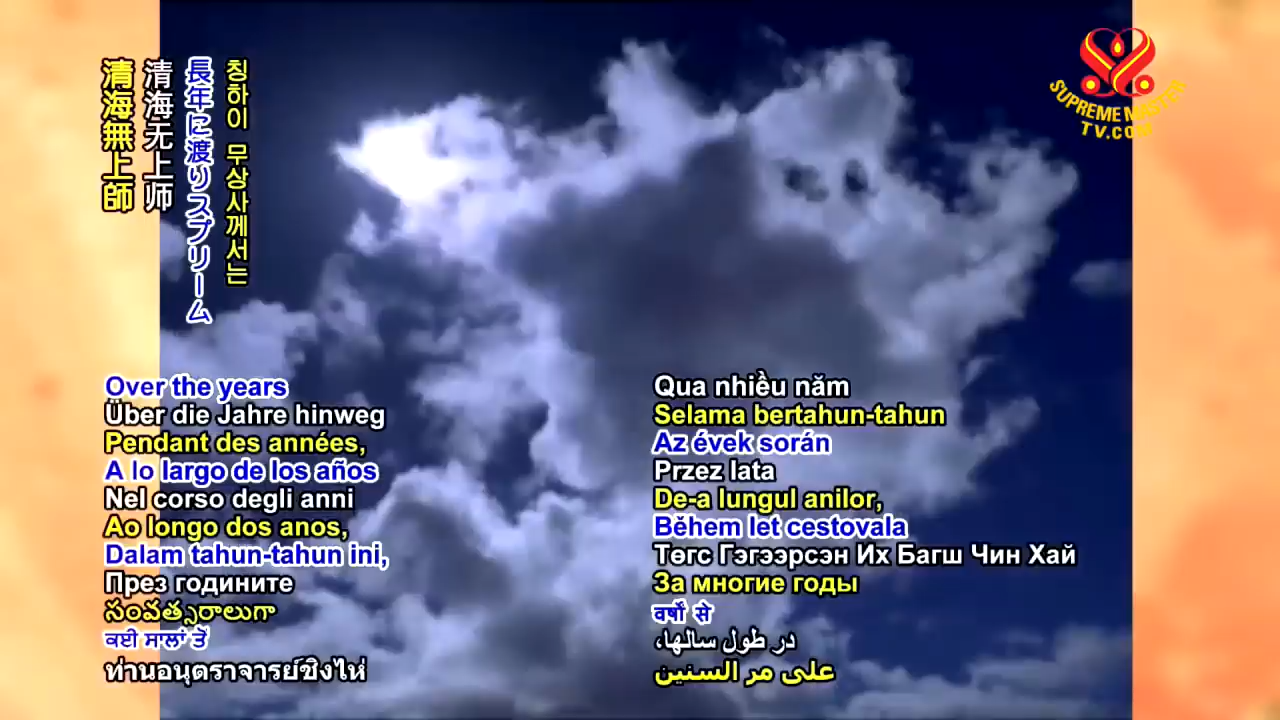 清海無上師
清海无上师
長年に渡りスプリーム
칭하이 무상사께서는
SUPREME MASTER
TV.COM
Over the years
Über die Jahre hinweg
Pendant des années,
A lo largo de los años
Nel corso degli anni
Ao longo dos anos,
Dalam tahun-tahun ini,
През годините
సంవత్సరాలుగా
ਕਈ ਸਾਲਾਂ ਤੋਂ
ท่านอนุตราจารย์ชิงไห่
Qua nhiều năm
Selama bertahun-tahun
Az évek során
Przez lata
De-a lungul anilor,
Během let cestovala
Төгс Гэгээрсэн Их Багш Чин Хай
За многие годы
वर्षों से
در طول سالها،
على مر السنين